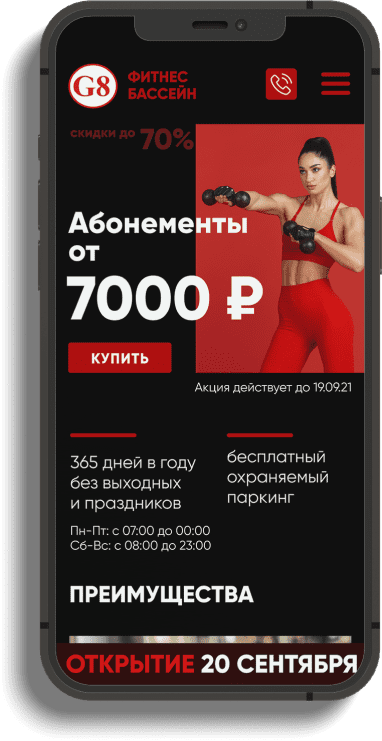 G8
ФИТНЕС
БАССЕЙН
скидки до 70%
Абонементы
от
7000 ₽
КУПИТЬ
Акция действует до 19.09.21
365 дней в году
без выходных
и праздников
Пн-Пт: с 07:00 до 00:00
Сб-Вс: с 08:00 до 23:00
бесплатный
охраняемый
паркинг
ПРЕИМУЩЕСТВА
ОТКРЫТИЕ 20 СЕНТЯБРЯ